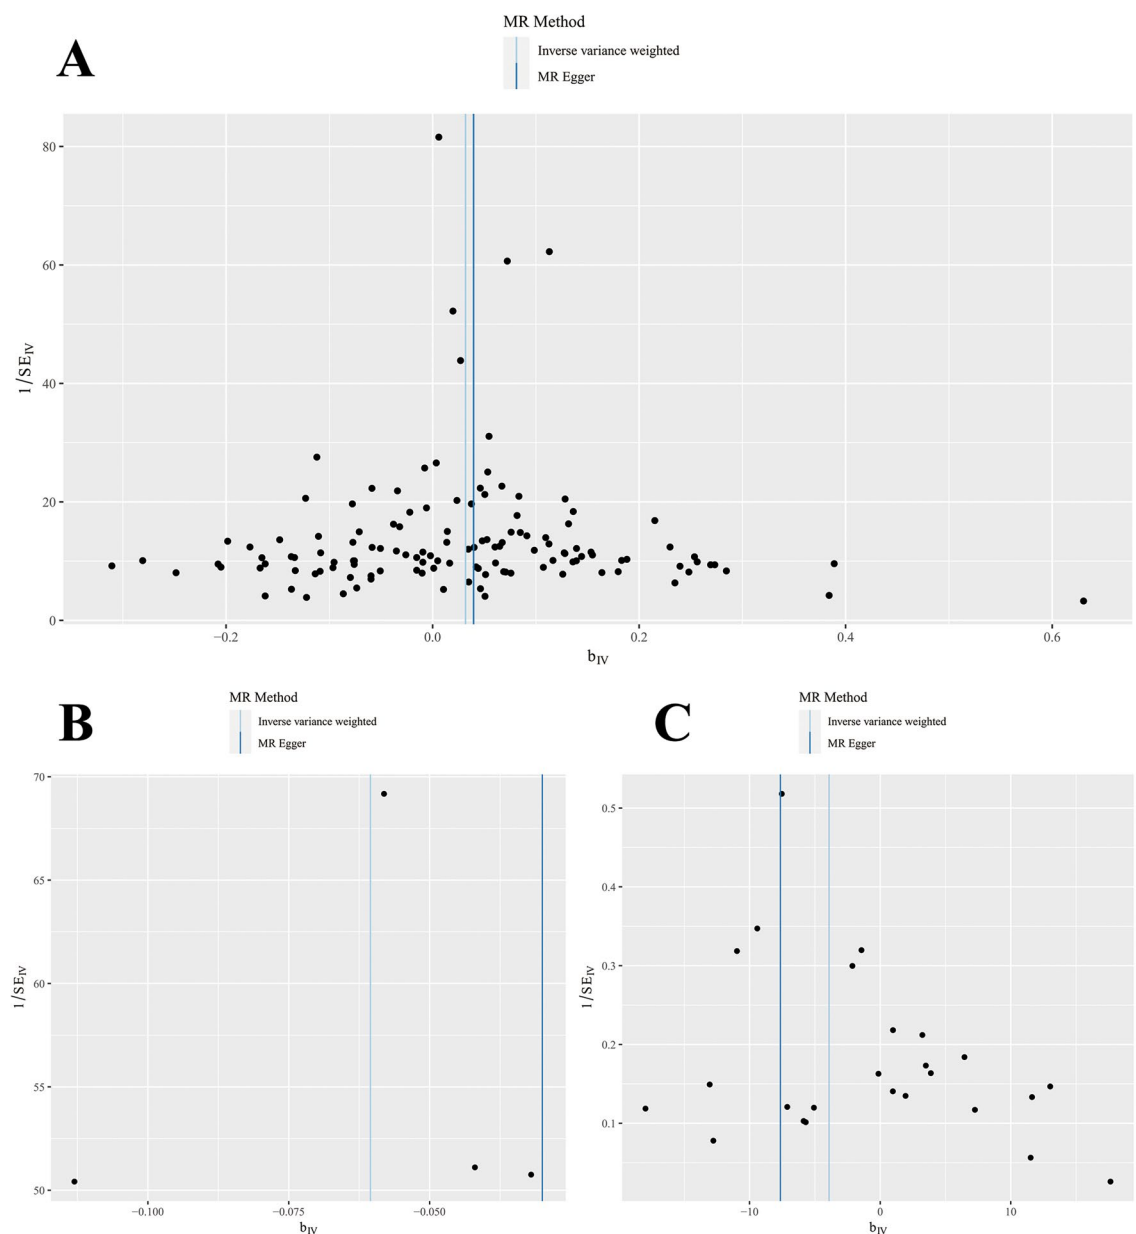 MR Method
A
Inverse variance weighted
MR Egger
80
60
40
20
0
1/SE_IV
−0.2 0.0 0.2 0.4 0.6
b_IV
B
MR Method
Inverse variance weighted
MR Egger
70
65
60
55
50
1/SE_IV
−0.100 −0.075 −0.050
b_IV
C
MR Method
Inverse variance weighted
MR Egger
0.5
0.4
0.3
0.2
0.1
1/SE_IV
−10 0 10
b_IV